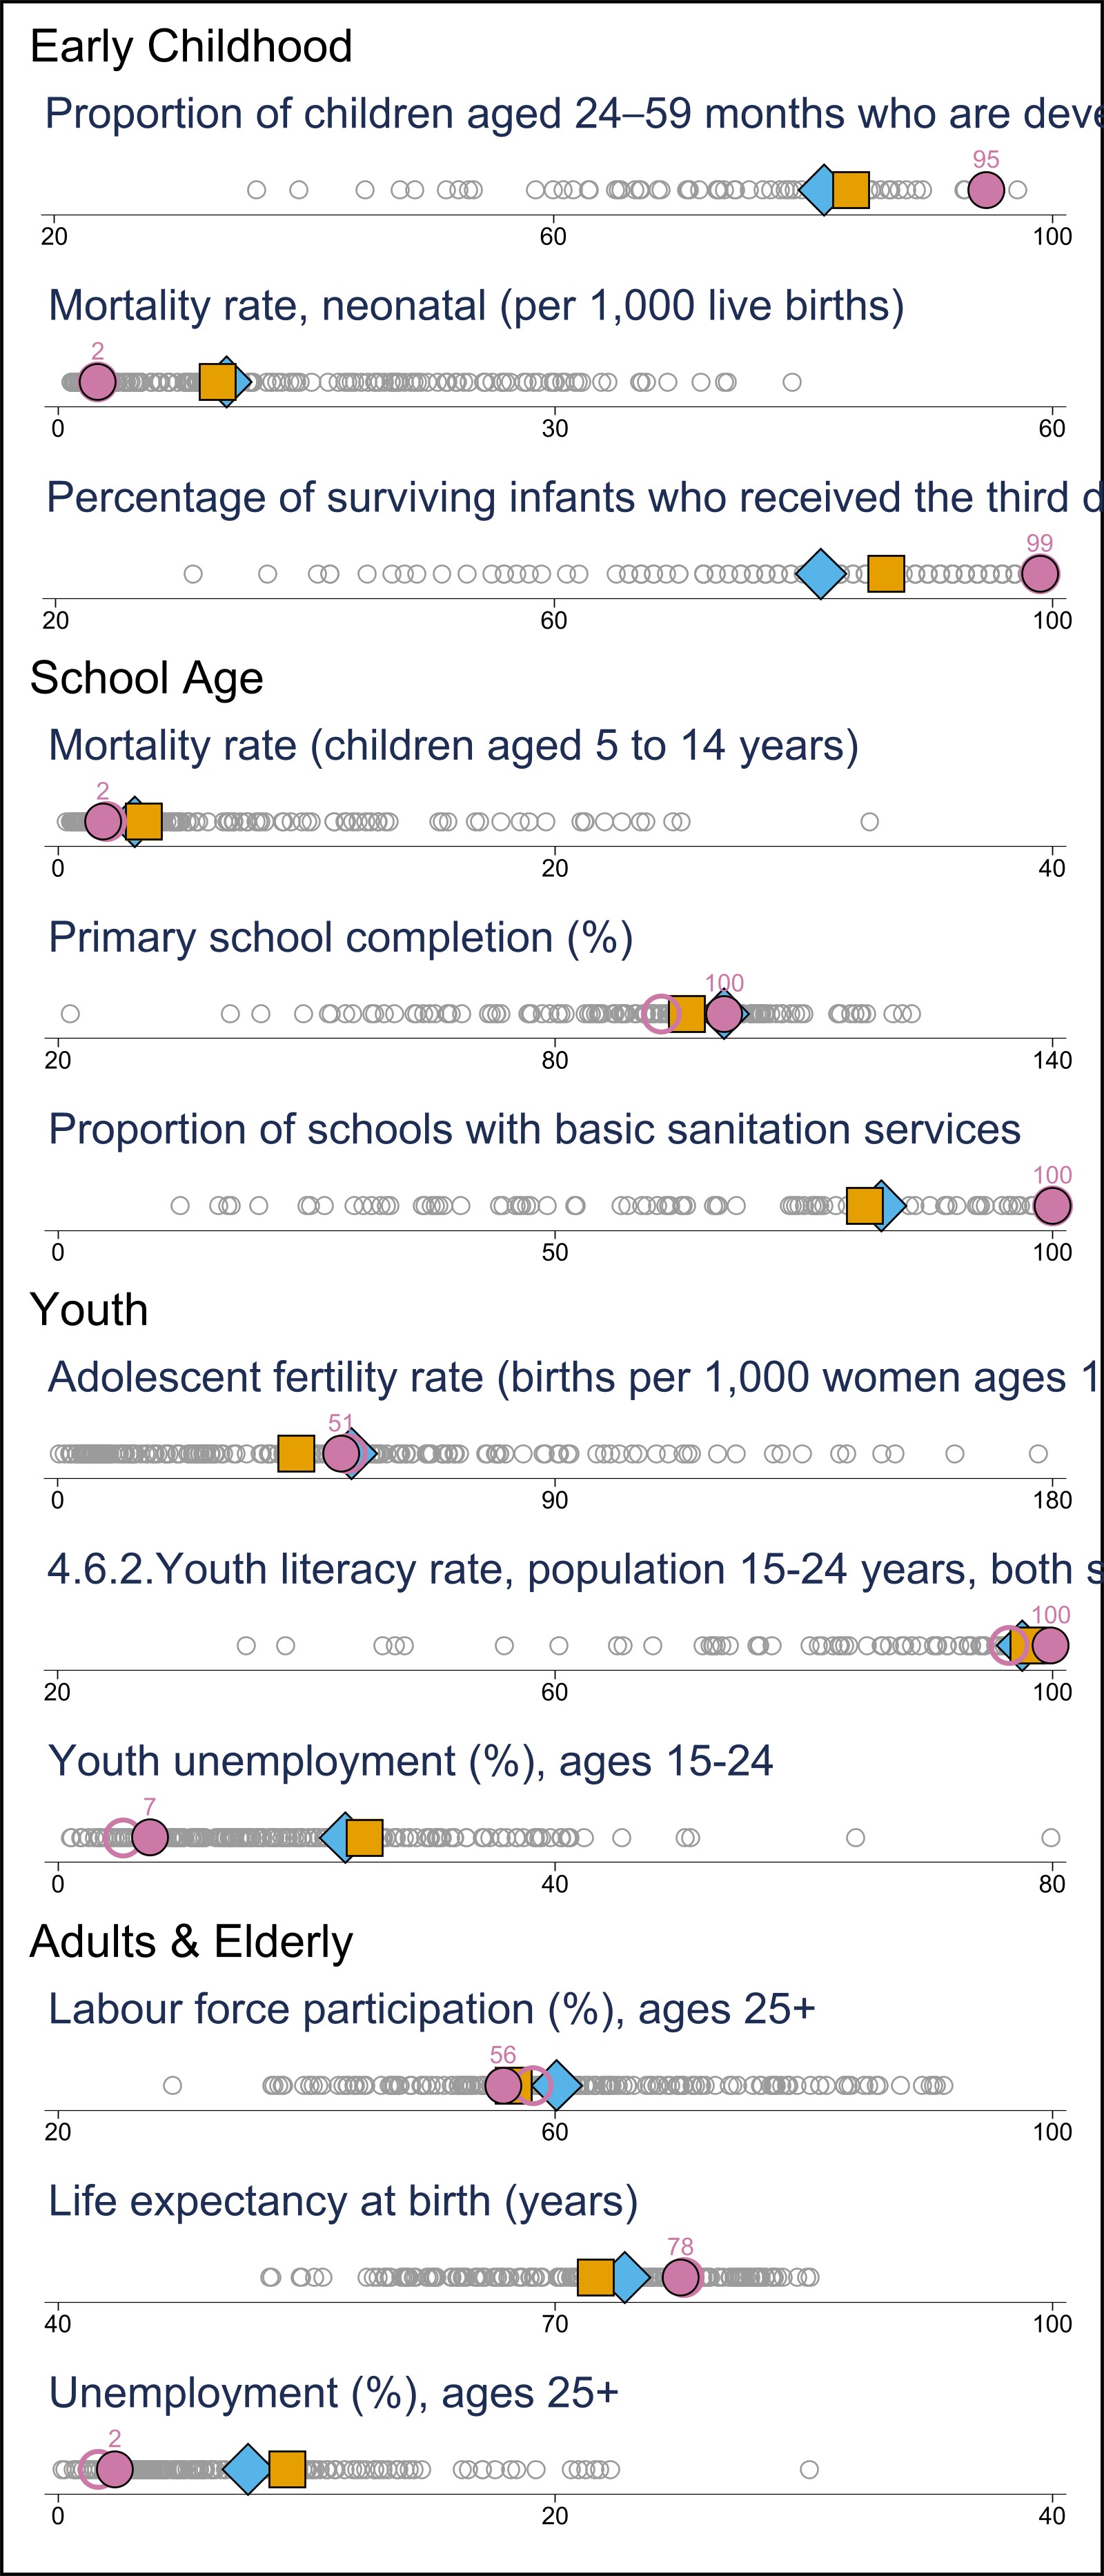 Early Childhood
Proportion of children aged 24–59 months who are deve
95
20 60 100
Mortality rate, neonatal (per 1,000 live births)
2
0 30 60
Percentage of surviving infants who received the third d
99
20 60 100
School Age
Mortality rate (children aged 5 to 14 years)
2
0 20 40
Primary school completion (%)
100
20 80 140
Proportion of schools with basic sanitation services
100
0 50 100
Youth
Adolescent fertility rate (births per 1,000 women ages 1
51
0 90 180
4.6.2.Youth literacy rate, population 15-24 years, both s
100
20 60 100
Youth unemployment (%), ages 15-24
7
0 40 80
Adults & Elderly
Labour force participation (%), ages 25+
56
20 60 100
Life expectancy at birth (years)
78
40 70 100
Unemployment (%), ages 25+
2
0 20 40